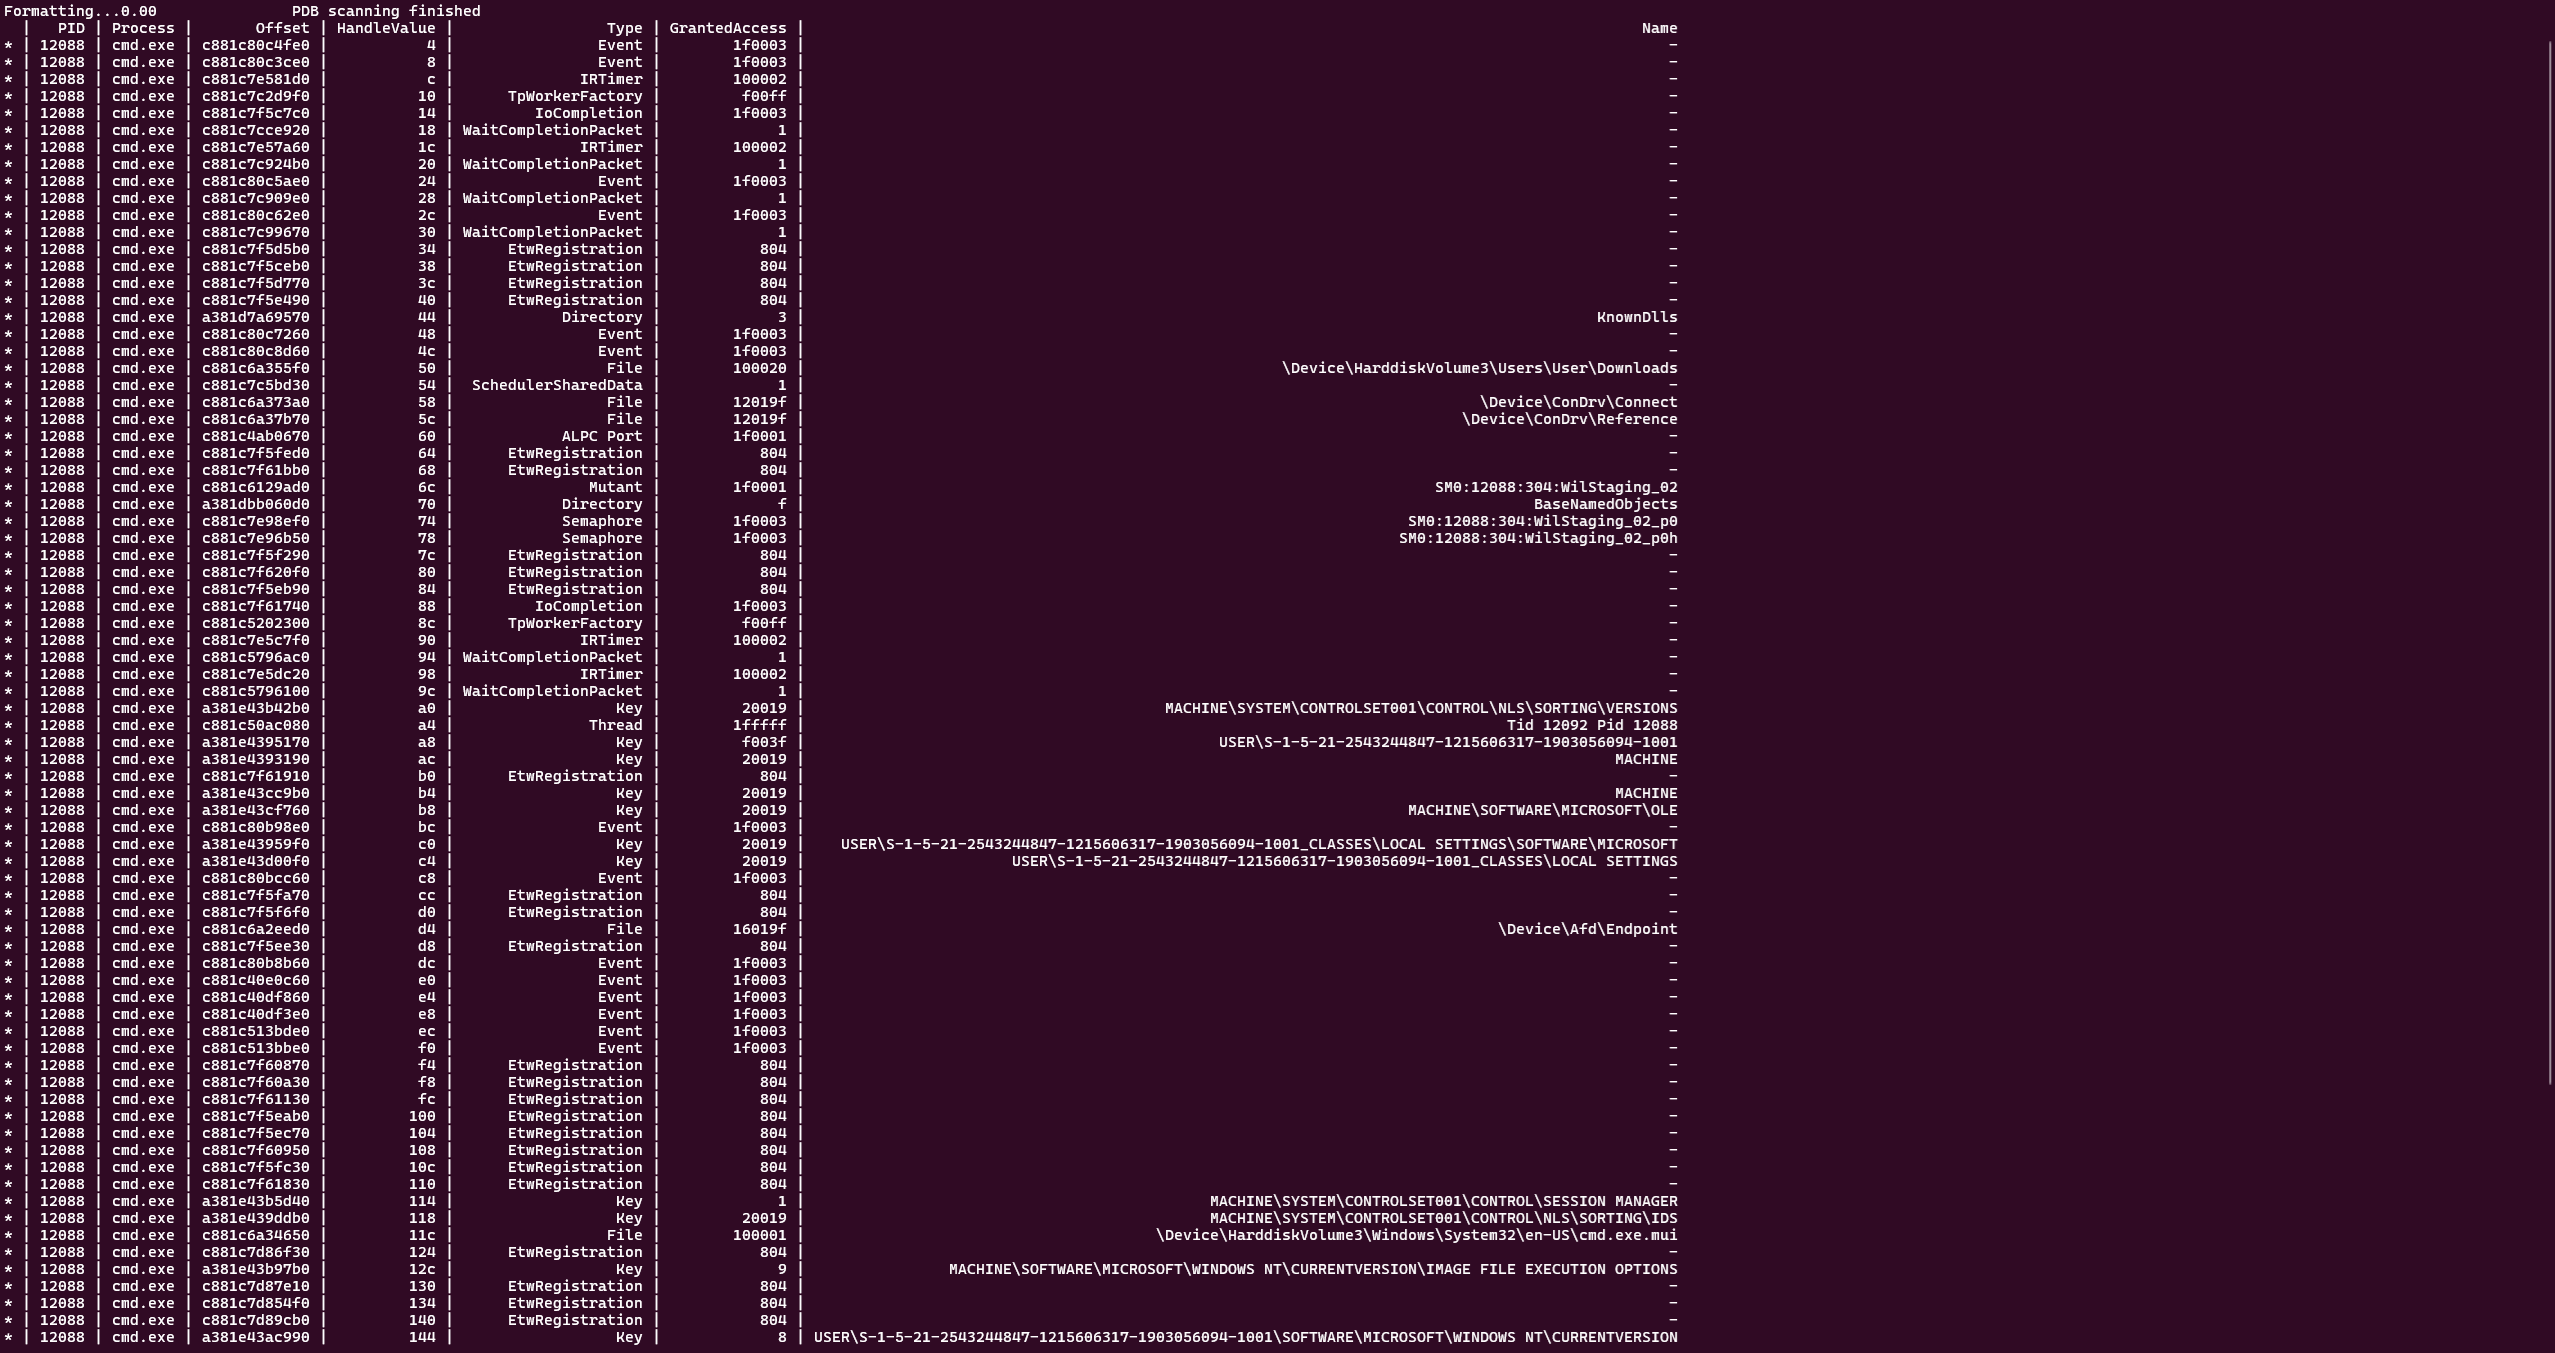 Formatting...0.00               PDB scanning finished
  |   PID | Process |       Offset | HandleValue |                 Type | GrantedAccess | Name
* | 12088 | cmd.exe | c881c80c4fe0 | 4 | Event | 1f0003 | -
* | 12088 | cmd.exe | c881c80c3ce0 | 8 | Event | 1f0003 | -
* | 12088 | cmd.exe | c881c7e581d0 | c | IRTimer | 100002 | -
* | 12088 | cmd.exe | c881c7c2d9f0 | 10 | TpWorkerFactory | f00ff | -
* | 12088 | cmd.exe | c881c7f5c7c0 | 14 | IoCompletion | 1f0003 | -
* | 12088 | cmd.exe | c881c7cce920 | 18 | WaitCompletionPacket | 1 | -
* | 12088 | cmd.exe | c881c7e57a60 | 1c | IRTimer | 100002 | -
* | 12088 | cmd.exe | c881c7c924b0 | 20 | WaitCompletionPacket | 1 | -
* | 12088 | cmd.exe | c881c80c5ae0 | 24 | Event | 1f0003 | -
* | 12088 | cmd.exe | c881c7c909e0 | 28 | WaitCompletionPacket | 1 | -
* | 12088 | cmd.exe | c881c80c62e0 | 2c | Event | 1f0003 | -
* | 12088 | cmd.exe | c881c7c99670 | 30 | WaitCompletionPacket | 1 | -
* | 12088 | cmd.exe | c881c7f5d5b0 | 34 | EtwRegistration | 804 | -
* | 12088 | cmd.exe | c881c7f5ceb0 | 38 | EtwRegistration | 804 | -
* | 12088 | cmd.exe | c881c7f5d770 | 3c | EtwRegistration | 804 | -
* | 12088 | cmd.exe | c881c7f5e490 | 40 | EtwRegistration | 804 | -
* | 12088 | cmd.exe | a381d7a69570 | 44 | Directory | 3 | KnownDlls
* | 12088 | cmd.exe | c881c80c7260 | 48 | Event | 1f0003 | -
* | 12088 | cmd.exe | c881c80c8d60 | 4c | Event | 1f0003 | -
* | 12088 | cmd.exe | c881c6a355f0 | 50 | File | 100020 | \Device\HarddiskVolume3\Users\User\Downloads
* | 12088 | cmd.exe | c881c7c5bd30 | 54 | SchedulerSharedData | 1 | -
* | 12088 | cmd.exe | c881c6a373a0 | 58 | File | 12019f | \Device\ConDrv\Connect
* | 12088 | cmd.exe | c881c6a37b70 | 5c | File | 12019f | \Device\ConDrv\Reference
* | 12088 | cmd.exe | c881c4ab0670 | 60 | ALPC Port | 1f0001 | -
* | 12088 | cmd.exe | c881c7f5fed0 | 64 | EtwRegistration | 804 | -
* | 12088 | cmd.exe | c881c7f61bb0 | 68 | EtwRegistration | 804 | -
* | 12088 | cmd.exe | c881c6129ad0 | 6c | Mutant | 1f0001 | SM0:12088:304:WilStaging_02
* | 12088 | cmd.exe | a381dbb060d0 | 70 | Directory | f | BaseNamedObjects
* | 12088 | cmd.exe | c881c7e98ef0 | 74 | Semaphore | 1f0003 | SM0:12088:304:WilStaging_02_p0
* | 12088 | cmd.exe | c881c7e96b50 | 78 | Semaphore | 1f0003 | SM0:12088:304:WilStaging_02_p0h
* | 12088 | cmd.exe | c881c7f5f290 | 7c | EtwRegistration | 804 | -
* | 12088 | cmd.exe | c881c7f620f0 | 80 | EtwRegistration | 804 | -
* | 12088 | cmd.exe | c881c7f5eb90 | 84 | EtwRegistration | 804 | -
* | 12088 | cmd.exe | c881c7f61740 | 88 | IoCompletion | 1f0003 | -
* | 12088 | cmd.exe | c881c5202300 | 8c | TpWorkerFactory | f00ff | -
* | 12088 | cmd.exe | c881c7e5c7f0 | 90 | IRTimer | 100002 | -
* | 12088 | cmd.exe | c881c5796ac0 | 94 | WaitCompletionPacket | 1 | -
* | 12088 | cmd.exe | c881c7e5dc20 | 98 | IRTimer | 100002 | -
* | 12088 | cmd.exe | c881c5796100 | 9c | WaitCompletionPacket | 1 | -
* | 12088 | cmd.exe | a381e43b42b0 | a0 | Key | 20019 | MACHINE\SYSTEM\CONTROLSET001\CONTROL\NLS\SORTING\VERSIONS
* | 12088 | cmd.exe | c881c50ac080 | a4 | Thread | 1fffff | Tid 12092 Pid 12088
* | 12088 | cmd.exe | a381e4395170 | a8 | Key | f003f | USER\S-1-5-21-2543244847-1215606317-1903056094-1001
* | 12088 | cmd.exe | a381e4393190 | ac | Key | 20019 | MACHINE
* | 12088 | cmd.exe | c881c7f61910 | b0 | EtwRegistration | 804 | -
* | 12088 | cmd.exe | a381e43cc9b0 | b4 | Key | 20019 | MACHINE
* | 12088 | cmd.exe | a381e43cf760 | b8 | Key | 20019 | MACHINE\SOFTWARE\MICROSOFT\OLE
* | 12088 | cmd.exe | c881c80b98e0 | bc | Event | 1f0003 | -
* | 12088 | cmd.exe | a381e43959f0 | c0 | Key | 20019 | USER\S-1-5-21-2543244847-1215606317-1903056094-1001_CLASSES\LOCAL SETTINGS\SOFTWARE\MICROSOFT
* | 12088 | cmd.exe | a381e43d00f0 | c4 | Key | 20019 | USER\S-1-5-21-2543244847-1215606317-1903056094-1001_CLASSES\LOCAL SETTINGS
* | 12088 | cmd.exe | c881c80bcc60 | c8 | Event | 1f0003 | -
* | 12088 | cmd.exe | c881c7f5fa70 | cc | EtwRegistration | 804 | -
* | 12088 | cmd.exe | c881c7f5f6f0 | d0 | EtwRegistration | 804 | -
* | 12088 | cmd.exe | c881c6a2eed0 | d4 | File | 16019f | \Device\Afd\Endpoint
* | 12088 | cmd.exe | c881c7f5ee30 | d8 | EtwRegistration | 804 | -
* | 12088 | cmd.exe | c881c80b8b60 | dc | Event | 1f0003 | -
* | 12088 | cmd.exe | c881c40e0c60 | e0 | Event | 1f0003 | -
* | 12088 | cmd.exe | c881c40df860 | e4 | Event | 1f0003 | -
* | 12088 | cmd.exe | c881c40df3e0 | e8 | Event | 1f0003 | -
* | 12088 | cmd.exe | c881c513bde0 | ec | Event | 1f0003 | -
* | 12088 | cmd.exe | c881c513bbe0 | f0 | Event | 1f0003 | -
* | 12088 | cmd.exe | c881c7f60870 | f4 | EtwRegistration | 804 | -
* | 12088 | cmd.exe | c881c7f60a30 | f8 | EtwRegistration | 804 | -
* | 12088 | cmd.exe | c881c7f61130 | fc | EtwRegistration | 804 | -
* | 12088 | cmd.exe | c881c7f5eab0 | 100 | EtwRegistration | 804 | -
* | 12088 | cmd.exe | c881c7f5ec70 | 104 | EtwRegistration | 804 | -
* | 12088 | cmd.exe | c881c7f60950 | 108 | EtwRegistration | 804 | -
* | 12088 | cmd.exe | c881c7f5fc30 | 10c | EtwRegistration | 804 | -
* | 12088 | cmd.exe | c881c7f61830 | 110 | EtwRegistration | 804 | -
* | 12088 | cmd.exe | a381e43b5d40 | 114 | Key | 1 | MACHINE\SYSTEM\CONTROLSET001\CONTROL\SESSION MANAGER
* | 12088 | cmd.exe | a381e439ddb0 | 118 | Key | 20019 | MACHINE\SYSTEM\CONTROLSET001\CONTROL\NLS\SORTING\IDS
* | 12088 | cmd.exe | c881c6a34650 | 11c | File | 100001 | \Device\HarddiskVolume3\Windows\System32\en-US\cmd.exe.mui
* | 12088 | cmd.exe | c881c7d86f30 | 124 | EtwRegistration | 804 | -
* | 12088 | cmd.exe | a381e43b97b0 | 12c | Key | 9 | MACHINE\SOFTWARE\MICROSOFT\WINDOWS NT\CURRENTVERSION\IMAGE FILE EXECUTION OPTIONS
* | 12088 | cmd.exe | c881c7d87e10 | 130 | EtwRegistration | 804 | -
* | 12088 | cmd.exe | c881c7d854f0 | 134 | EtwRegistration | 804 | -
* | 12088 | cmd.exe | c881c7d89cb0 | 140 | EtwRegistration | 804 | -
* | 12088 | cmd.exe | a381e43ac990 | 144 | Key | 8 | USER\S-1-5-21-2543244847-1215606317-1903056094-1001\SOFTWARE\MICROSOFT\WINDOWS NT\CURRENTVERSION